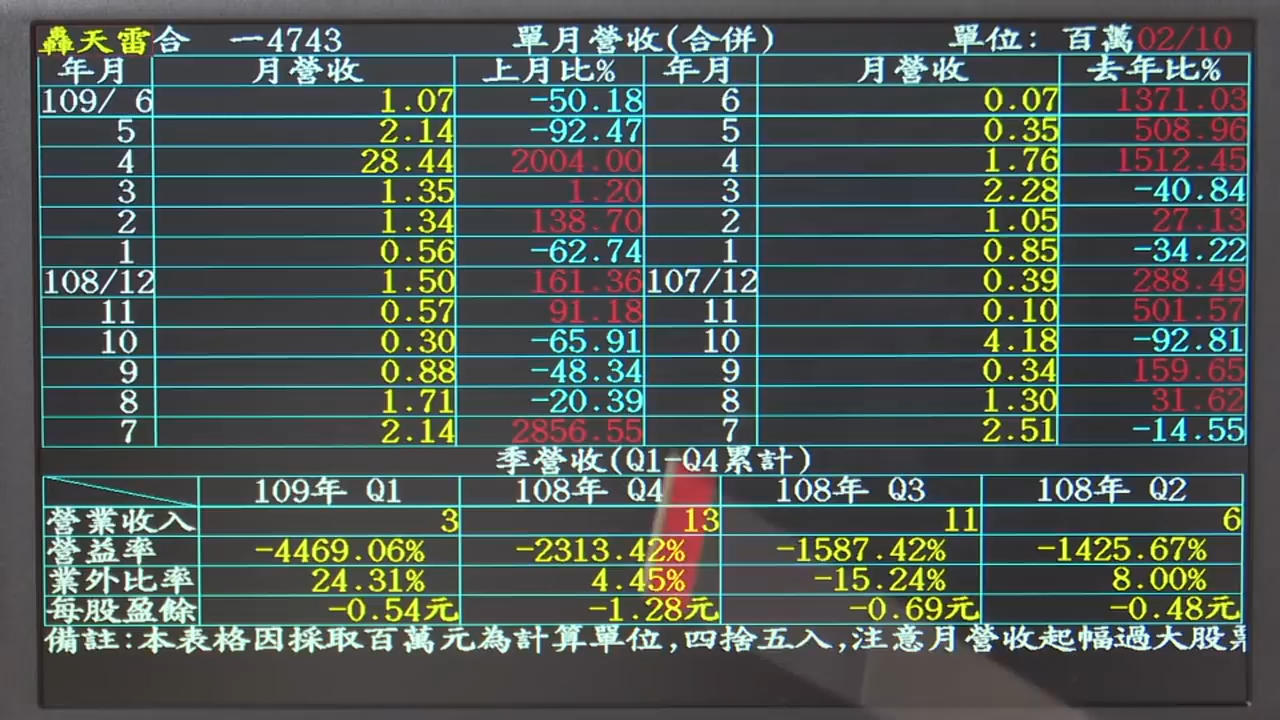 轟天雷合 一4743 單月營收(合併) 單位: 百萬02/10
年月 月營收 上月比% 年月 月營收 去年比%
109/ 6 1.07 -50.18 6 0.07 1371.03
5 2.14 -92.47 5 0.35 508.96
4 28.44 2004.00 4 1.76 1512.45
3 1.35 1.20 3 2.28 -40.84
2 1.34 138.70 2 1.05 27.13
1 0.56 -62.74 1 0.85 -34.22
108/12 1.50 161.36 107/12 0.39 288.49
11 0.57 91.18 11 0.10 501.57
10 0.30 -65.91 10 4.18 -92.81
9 0.88 -48.34 9 0.34 159.65
8 1.71 -20.39 8 1.30 31.62
7 2.14 2856.55 7 2.51 -14.55
季營收(Q1-Q4累計)
109年 Q1 108年 Q4 108年 Q3 108年 Q2
營業收入 3 13 11 6
營益率 -4469.06% -2313.42% -1587.42% -1425.67%
業外比率 24.31% 4.45% -15.24% 8.00%
每股盈餘 -0.54元 -1.28元 -0.69元 -0.48元
備註:本表格因採取百萬元為計算單位,四捨五入,注意月營收起幅過大股